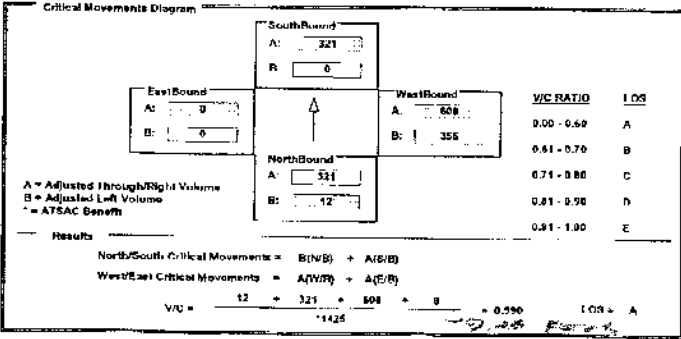 Critical Movements Diagram
SouthBound
A: 321
B: 0
EastBound
A: 0
B: 0
WestBound
A: 608
B: 355
NorthBound
A: 321
B: 12
V/C RATIO LOS
0.00 - 0.60 A
0.61 - 0.70 B
0.71 - 0.80 C
0.81 - 0.90 D
0.91 - 1.00 E
A = Adjusted Through/Right Volume
B = Adjusted Left Volume
* = ATSAC Benefit
Results
North/South Critical Movements = B(N/B) + A(S/B)
West/East Critical Movements = A(W/B) + A(E/B)
V/C = 12 + 321 + 608 + 0 = 0.590 LOS = A
*1425